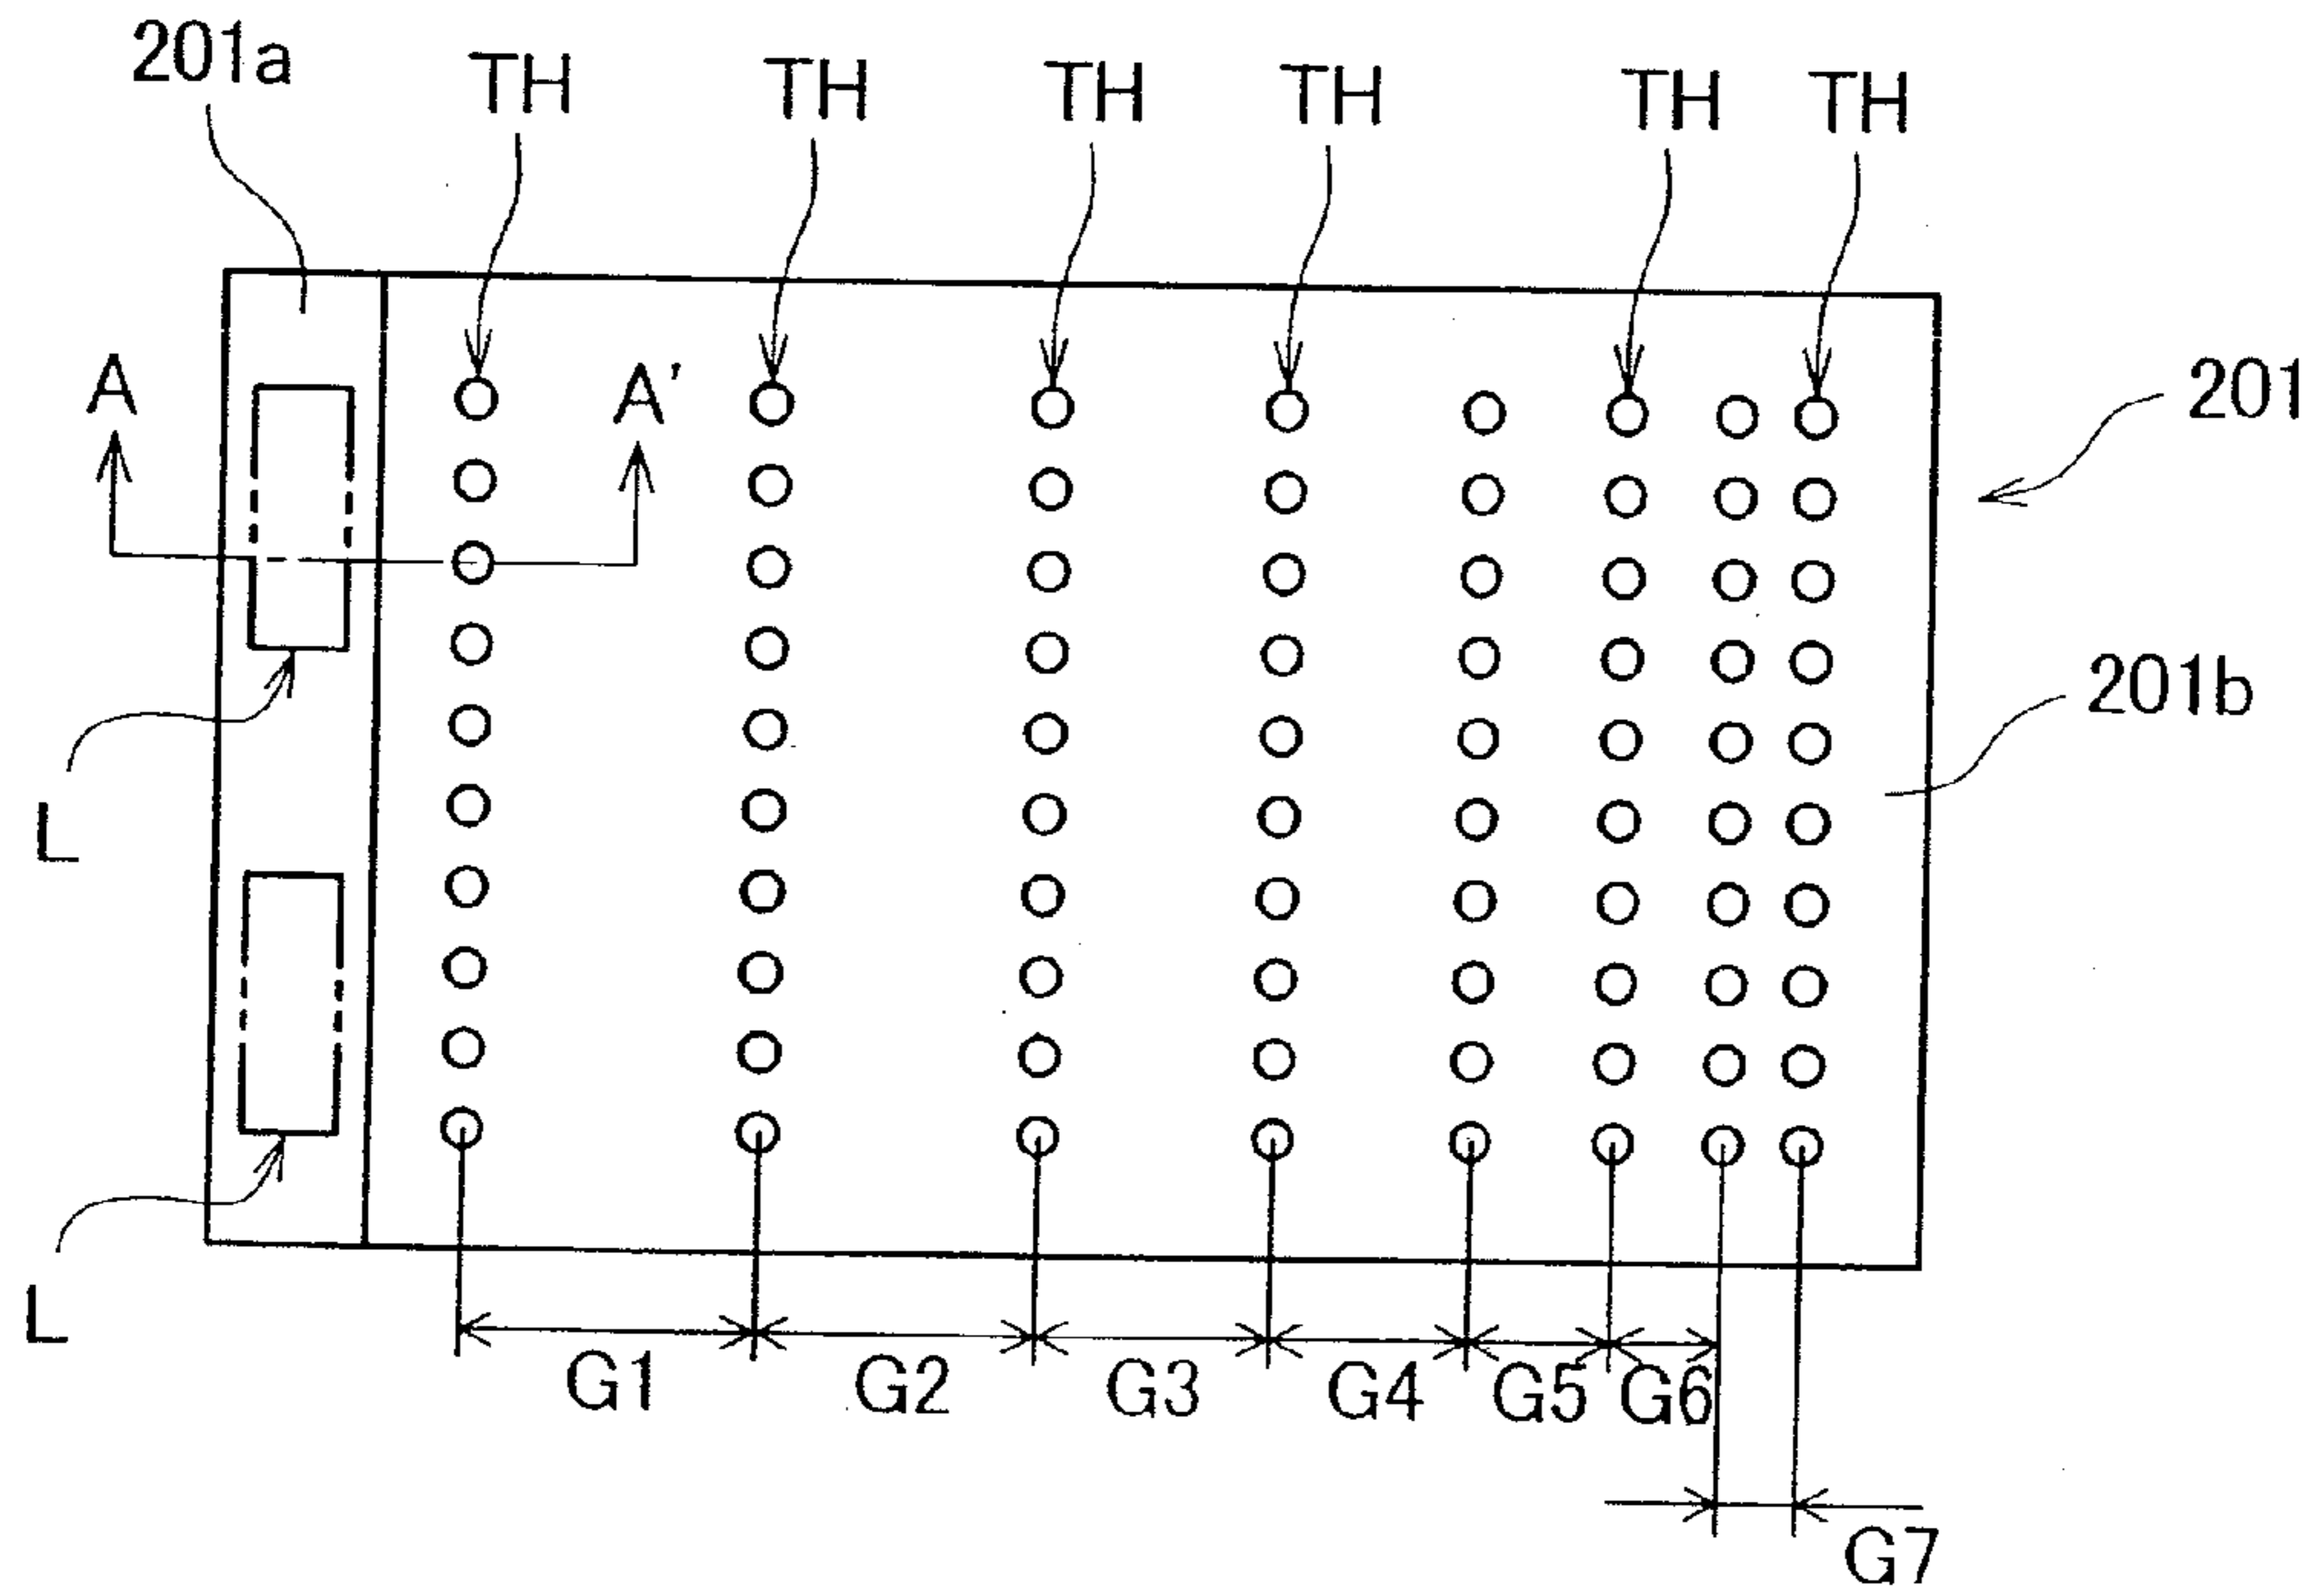 201a TH TH TH TH TH TH
A A' 201
201b
L
L
G1 G2 G3 G4 G5 G6
G7